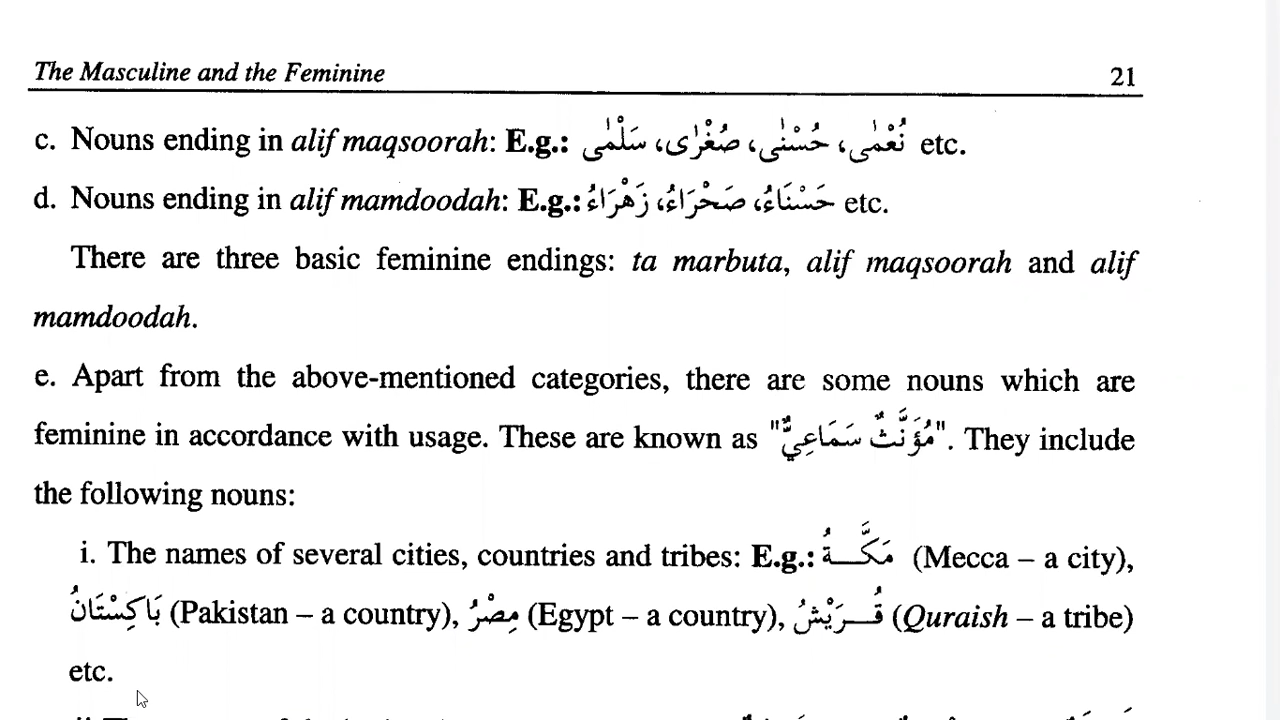 The Masculine and the Feminine 21
c. Nouns ending in alif maqsoorah: E.g.: نُعْمٰى، حُسْنٰى، صُغْرٰى، سَلْمٰى etc.
d. Nouns ending in alif mamdoodah: E.g.: حَسْنَاءُ، صَحْرَاءُ، زَهْرَاءُ etc.
There are three basic feminine endings: ta marbuta, alif maqsoorah and alif
mamdoodah.
e. Apart from the above-mentioned categories, there are some nouns which are
feminine in accordance with usage. These are known as "مُؤَنَّثٌ سَمَاعِيٌّ". They include
the following nouns:
i. The names of several cities, countries and tribes: E.g.: مَكَّـــةُ (Mecca – a city),
بَاكِسْتَانُ (Pakistan – a country), مِصْرُ (Egypt – a country), قُـــرَيْشُ (Quraish – a tribe)
etc.